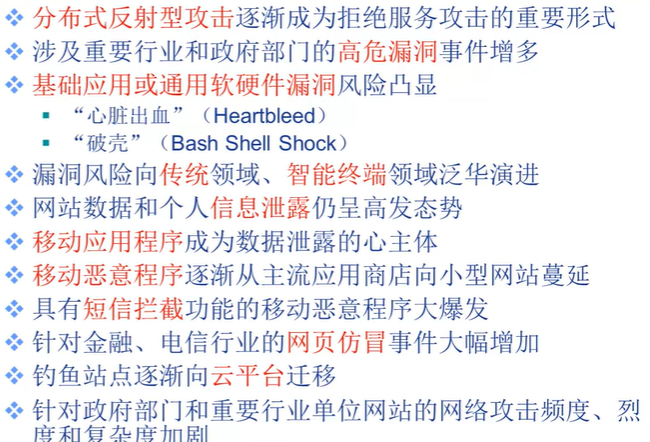 分布式反射型攻击逐渐成为拒绝服务攻击的重要形式
涉及重要行业和政府部门的高危漏洞事件增多
基础应用或通用软硬件漏洞风险凸显
“心脏出血”（Heartbleed）
“破壳”（Bash Shell Shock）
漏洞风险向传统领域、智能终端领域泛华演进
网站数据和个人信息泄露仍呈高发态势
移动应用程序成为数据泄露的心主体
移动恶意程序逐渐从主流应用商店向小型网站蔓延
具有短信拦截功能的移动恶意程序大爆发
针对金融、电信行业的网页仿冒事件大幅增加
钓鱼站点逐渐向云平台迁移
针对政府部门和重要行业单位网站的网络攻击频度、烈
度和复杂度加剧